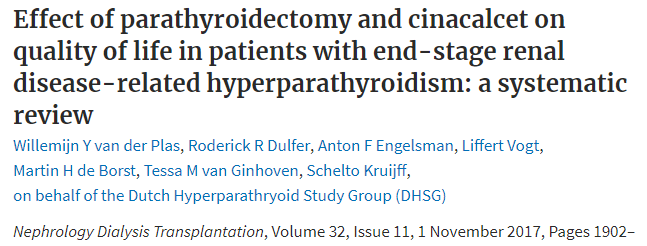 Effect of parathyroidectomy and cinacalcet on
quality of life in patients with end-stage renal
disease-related hyperparathyroidism: a systematic
review
Willemijn Y van der Plas, Roderick R Dulfer, Anton F Engelsman, Liffert Vogt,
Martin H de Borst, Tessa M van Ginhoven, Schelto Kruijff,
on behalf of the Dutch Hyperparathryoid Study Group (DHSG)
Nephrology Dialysis Transplantation, Volume 32, Issue 11, 1 November 2017, Pages 1902–